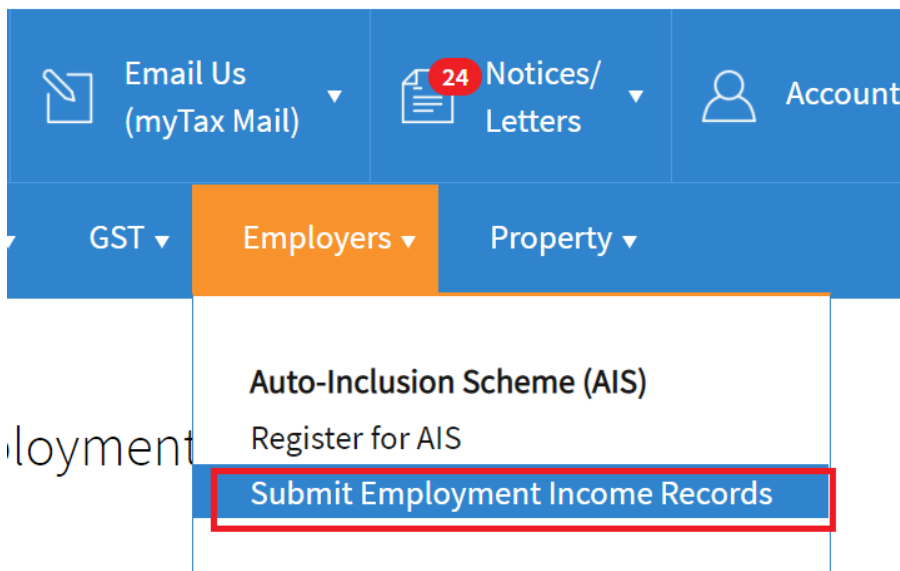 Email Us
(myTax Mail)
24
Notices/
Letters
Account
GST
Employers
Property
Auto-Inclusion Scheme (AIS)
Register for AIS
loyment
Submit Employment Income Records